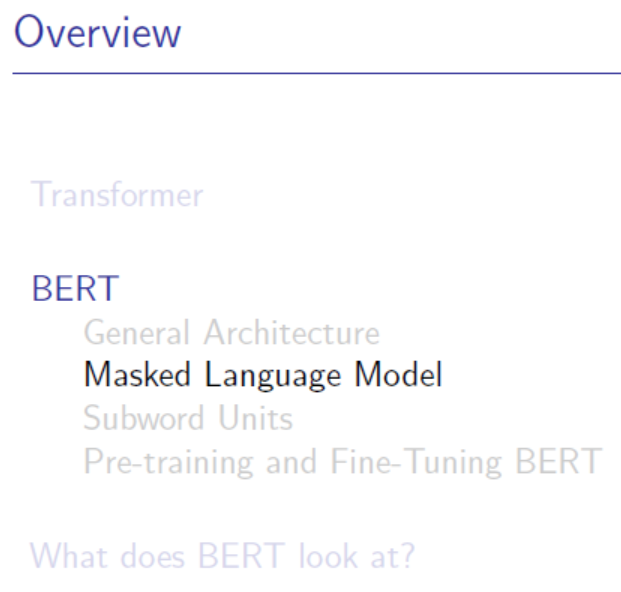 Overview
Transformer
BERT
General Architecture
Masked Language Model
Subword Units
Pre-training and Fine-Tuning BERT
What does BERT look at?